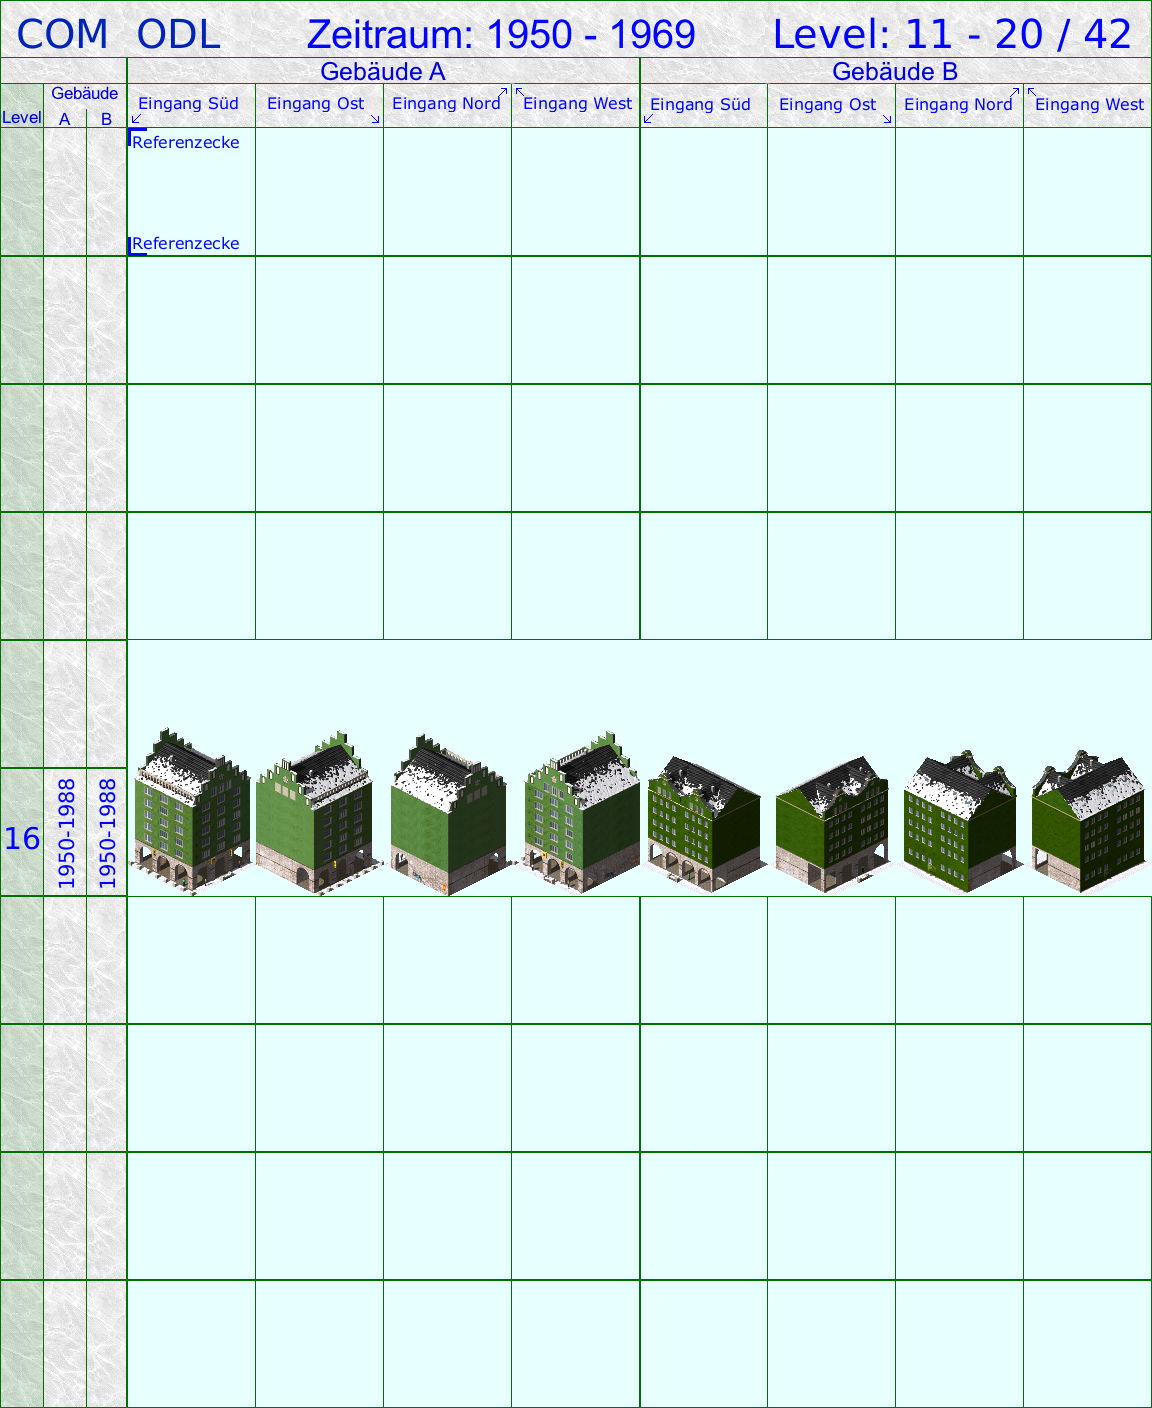 COM ODL Zeitraum: 1950 - 1969 Level: 11 - 20 / 42
Gebäude A Gebäude B
Level Gebäude A B Eingang Süd Eingang Ost Eingang Nord Eingang West Eingang Süd Eingang Ost Eingang Nord Eingang West
Referenzecke
Referenzecke
16 1950-1988 1950-1988